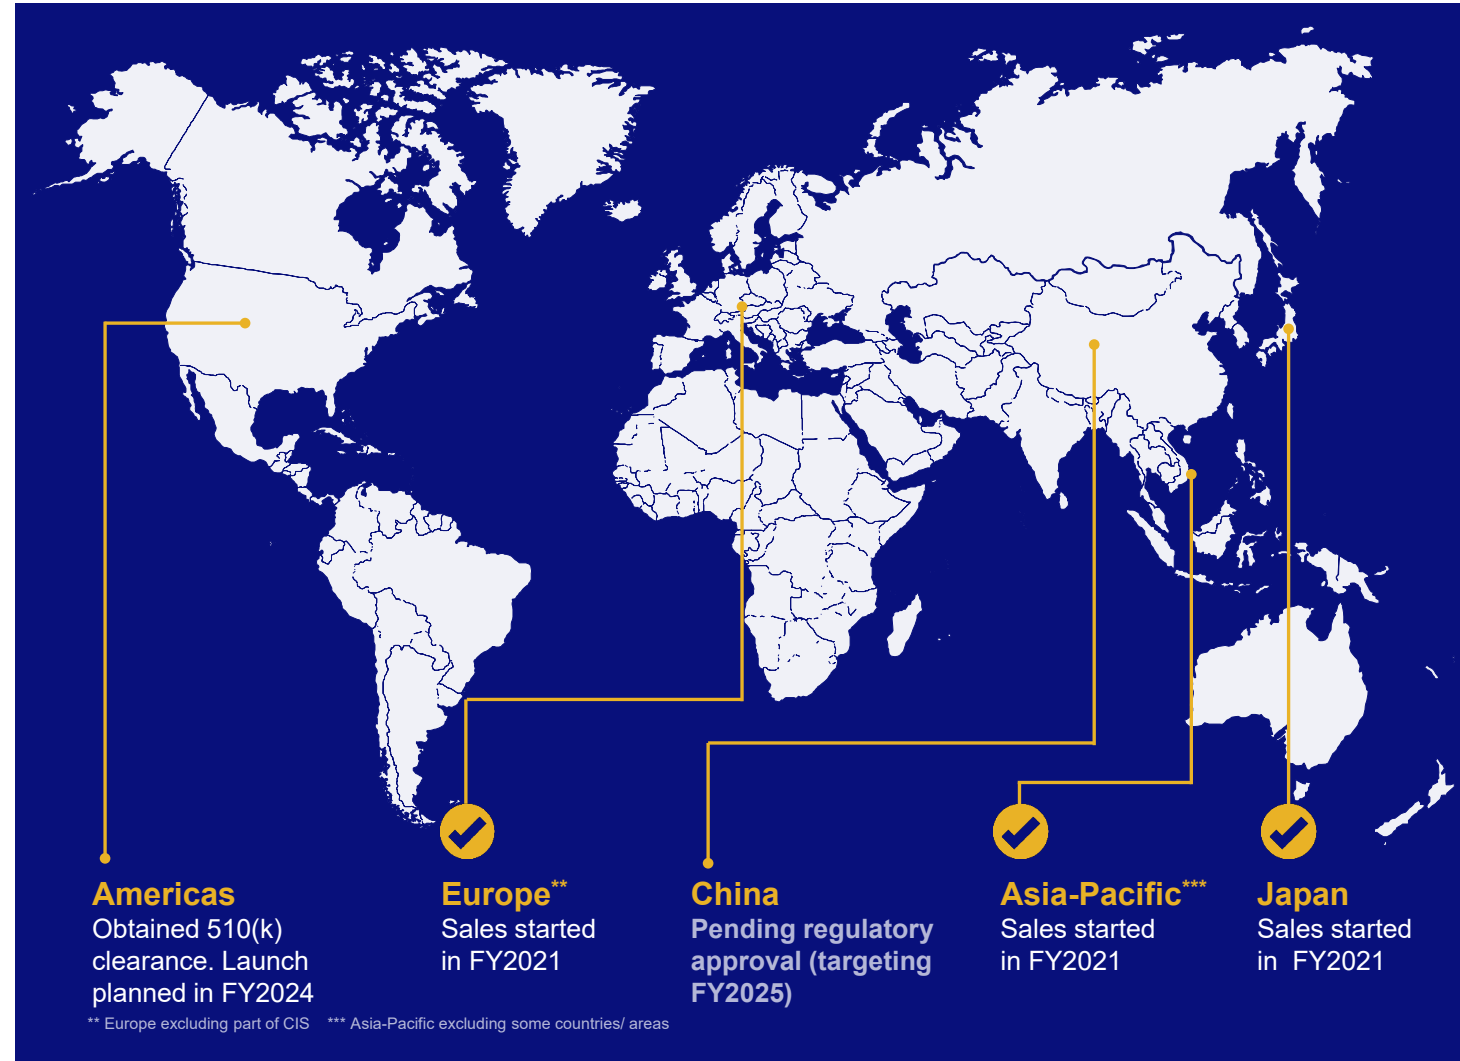 Americas
Obtained 510(k)
clearance. Launch
planned in FY2024
Europe**
Sales started
in FY2021
China
Pending regulatory
approval (targeting
FY2025)
Asia-Pacific***
Sales started
in FY2021
Japan
Sales started
in  FY2021
** Europe excluding part of CIS    *** Asia-Pacific excluding some countries/ areas